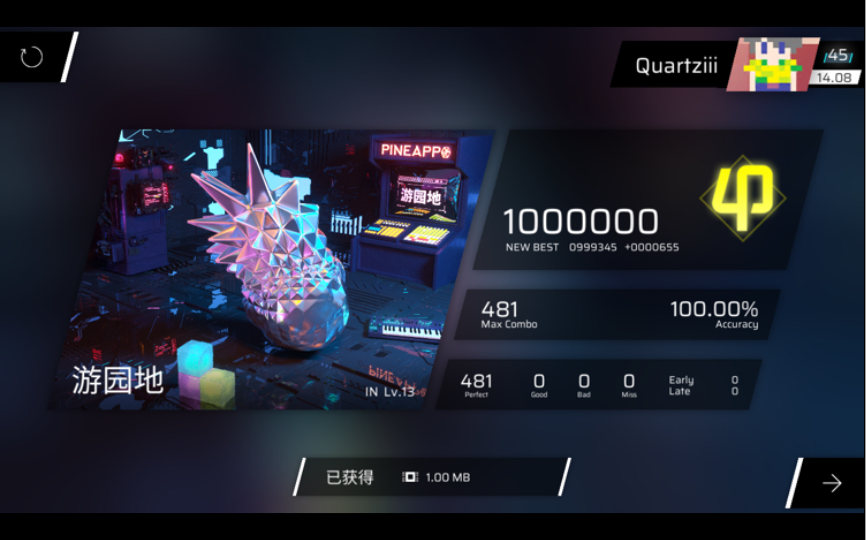 Quartziii
45
14.08
PINEAPP
游园地
1000000
φ
NEW BEST 0999345 +0000655
481
Max Combo
100.00%
Accuracy
游园地
IN Lv.13
481 0 0 0
Perfect Good Bad Miss
Early 0
Late 0
已获得 1.00 MB